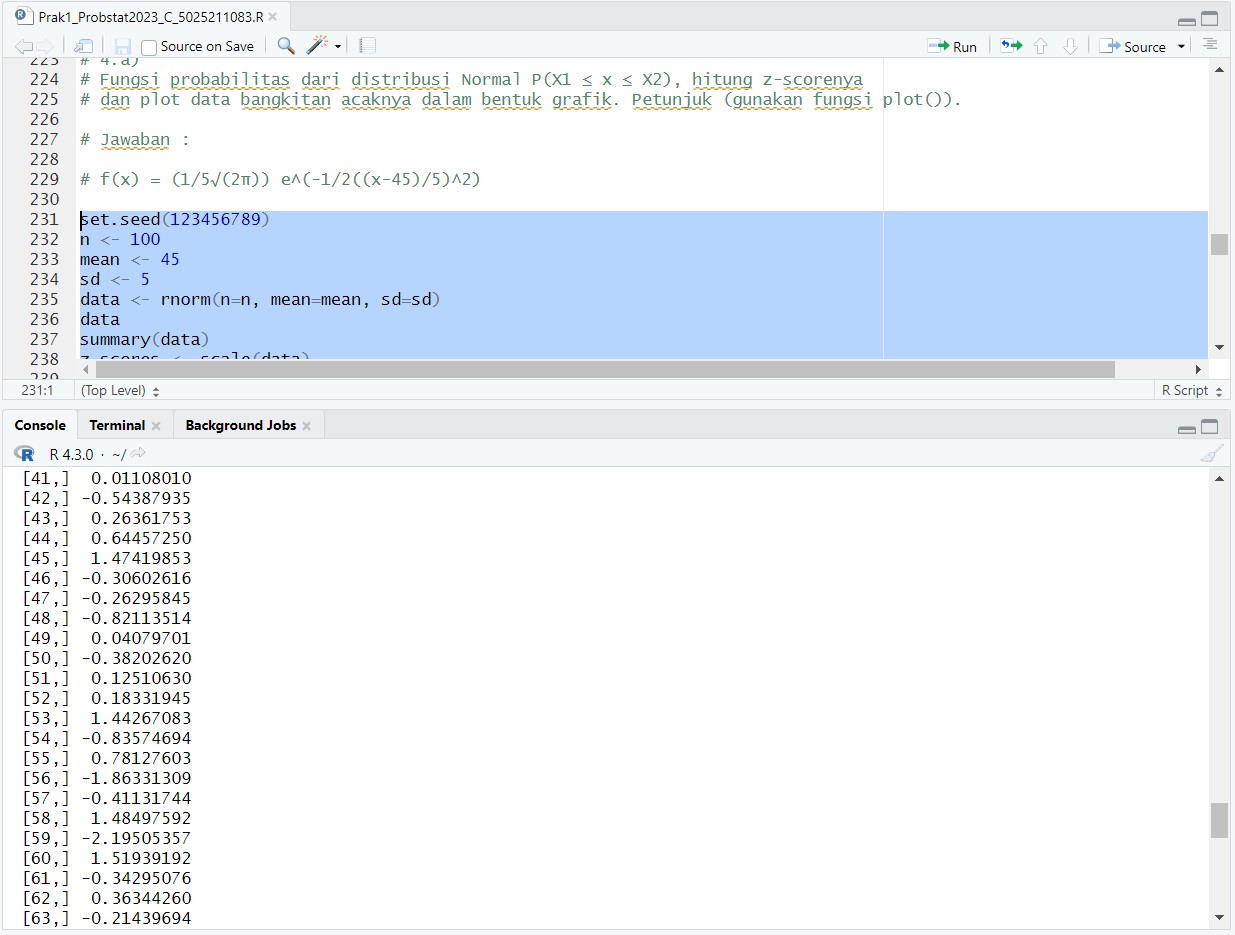 Prak1_Probstat2023_C_5025211083.R
Source on Save
Run
Source
223 # 4.a)
224 # Fungsi probabilitas dari distribusi Normal P(X1 ≤ x ≤ X2), hitung z-scorenya
225 # dan plot data bangkitan acaknya dalam bentuk grafik. Petunjuk (gunakan fungsi plot()).
226
227 # Jawaban :
228
229 # f(x) = (1/5√(2π)) e^(-1/2((x-45)/5)^2)
230
231 set.seed(123456789)
232 n <- 100
233 mean <- 45
234 sd <- 5
235 data <- rnorm(n=n, mean=mean, sd=sd)
236 data
237 summary(data)
238 z_scores <- scale(data)
239
231:1 (Top Level) R Script
Console Terminal Background Jobs
R 4.3.0 · ~/
[41,]  0.01108010
[42,] -0.54387935
[43,]  0.26361753
[44,]  0.64457250
[45,]  1.47419853
[46,] -0.30602616
[47,] -0.26295845
[48,] -0.82113514
[49,]  0.04079701
[50,] -0.38202620
[51,]  0.12510630
[52,]  0.18331945
[53,]  1.44267083
[54,] -0.83574694
[55,]  0.78127603
[56,] -1.86331309
[57,] -0.41131744
[58,]  1.48497592
[59,] -2.19505357
[60,]  1.51939192
[61,] -0.34295076
[62,]  0.36344260
[63,] -0.21439694